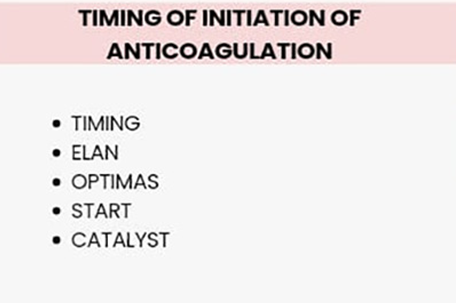 TIMING OF INITIATION OF
ANTICOAGULATION
• TIMING
• ELAN
• OPTIMAS
• START
• CATALYST